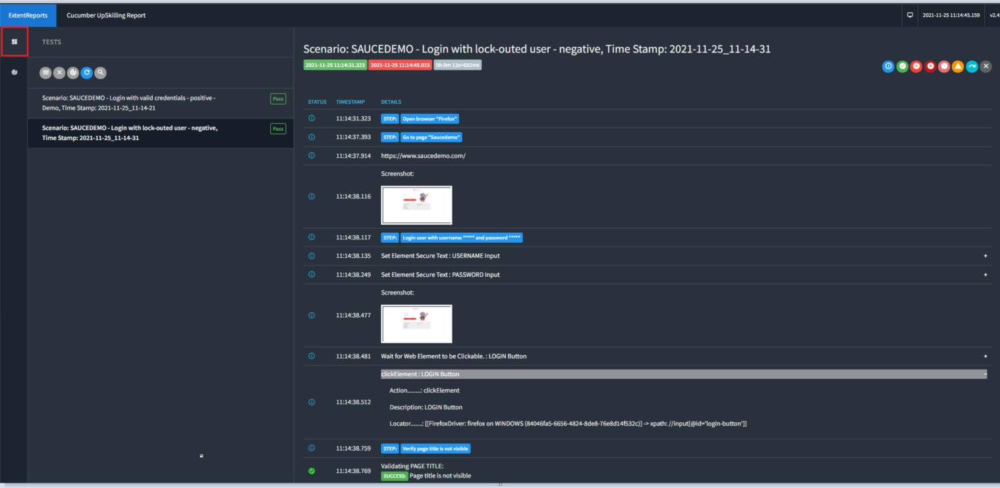 ExtentReports
Cucumber UpSkilling Report
2021-11-25 11:14:45.159
v2.4
TESTS
Scenario: SAUCEDEMO - Login with valid credentials - positive -
Demo, Time Stamp: 2021-11-25_11-14-21
Pass
Scenario: SAUCEDEMO - Login with lock-outed user - negative,
Time Stamp: 2021-11-25_11-14-31
Pass
Scenario: SAUCEDEMO - Login with lock-outed user - negative, Time Stamp: 2021-11-25_11-14-31
2021-11-25 11:14:31.323 2021-11-25 11:14:45.015 0h 0m 13s+692ms
STATUS TIMESTAMP DETAILS
11:14:31.323 STEP: Open browser "Firefox"
11:14:37.393 STEP: Go to page "Saucedemo"
11:14:37.914 https://www.saucedemo.com/
Screenshot:
11:14:38.116
11:14:38.117 STEP: Login user with username ***** and password *****
11:14:38.135 Set Element Secure Text : USERNAME Input +
11:14:38.249 Set Element Secure Text : PASSWORD Input +
Screenshot:
11:14:38.477
11:14:38.481 Wait for Web Element to be Clickable. : LOGIN Button +
clickElement : LOGIN Button −
Action........: clickElement
Description: LOGIN Button
11:14:38.512
Locator.......: [[FirefoxDriver: firefox on WINDOWS (84046fa5-6656-4824-8de8-76e8d14f532c)] -> xpath: //input[@id='login-button']]
11:14:38.759 STEP: Verify page title is not visible
Validating PAGE TITLE:
11:14:38.769
SUCCESS: Page title is not visible